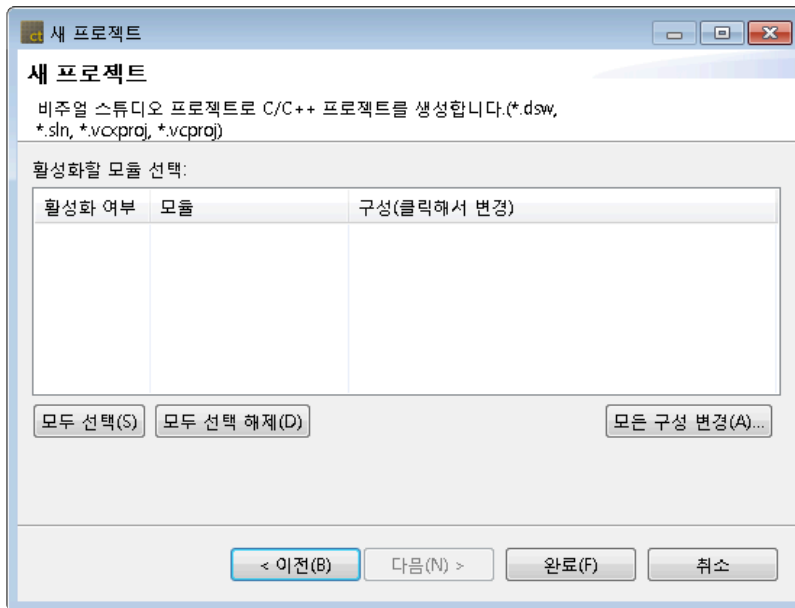 ct 새 프로젝트
새 프로젝트
비주얼 스튜디오 프로젝트로 C/C++ 프로젝트를 생성합니다.(*.dsw,
*.sln, *.vcxproj, *.vcproj)
활성화할 모듈 선택:
활성화 여부 모듈 구성(클릭해서 변경)
모두 선택(S) 모두 선택 해제(D) 모든 구성 변경(A)...
< 이전(B) 다음(N) > 완료(F) 취소